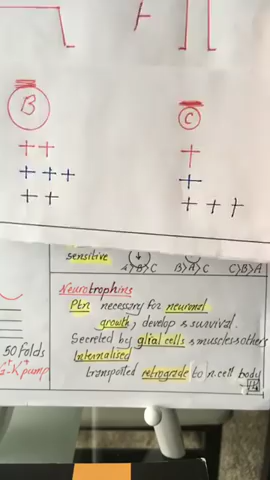 B
C
++
+
+++
+
++
+++
sensitive
A>B>C B>A>C C>B>A
Neurotrophins
Ptn necessary for neuronal
growth, develop & survival.
Secreted by glial cells & muscles & others
Internalised
transported retrograde to n. cell body
50 folds
K pump